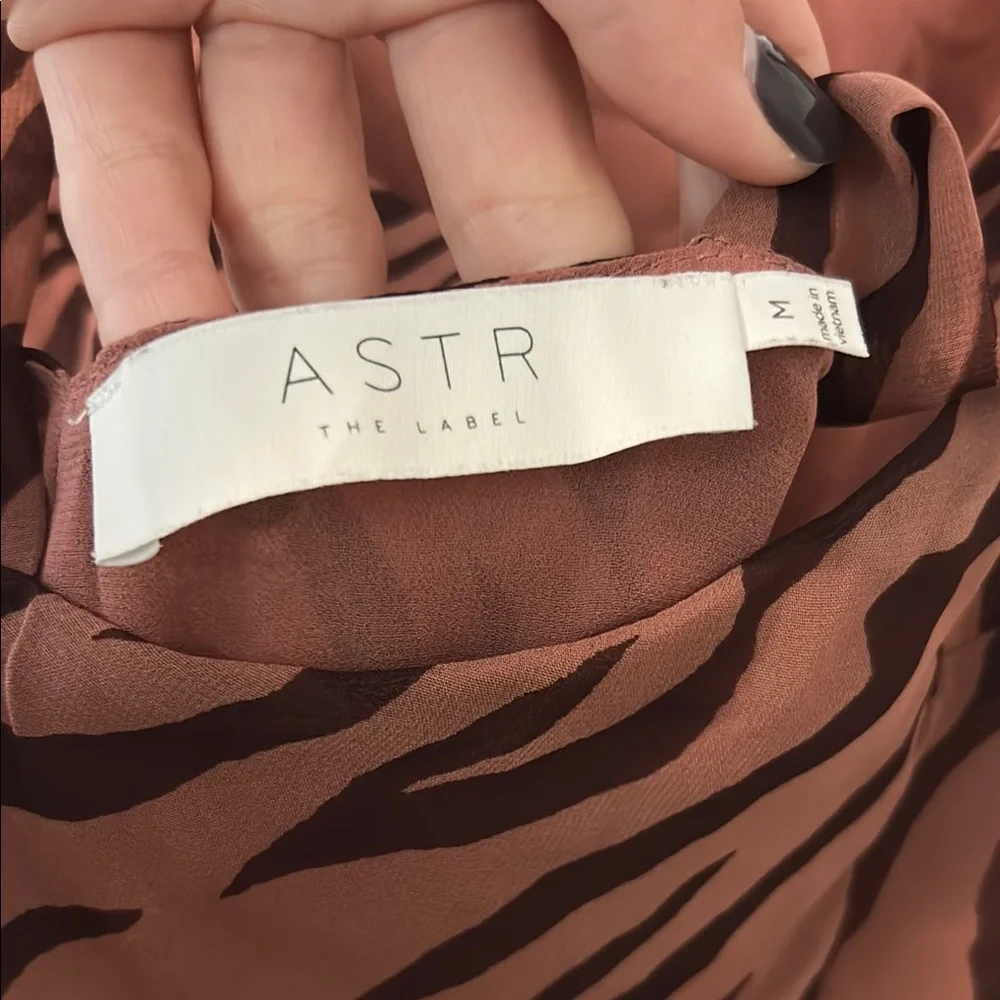 ASTR
THE LABEL
M
made in
vietnam